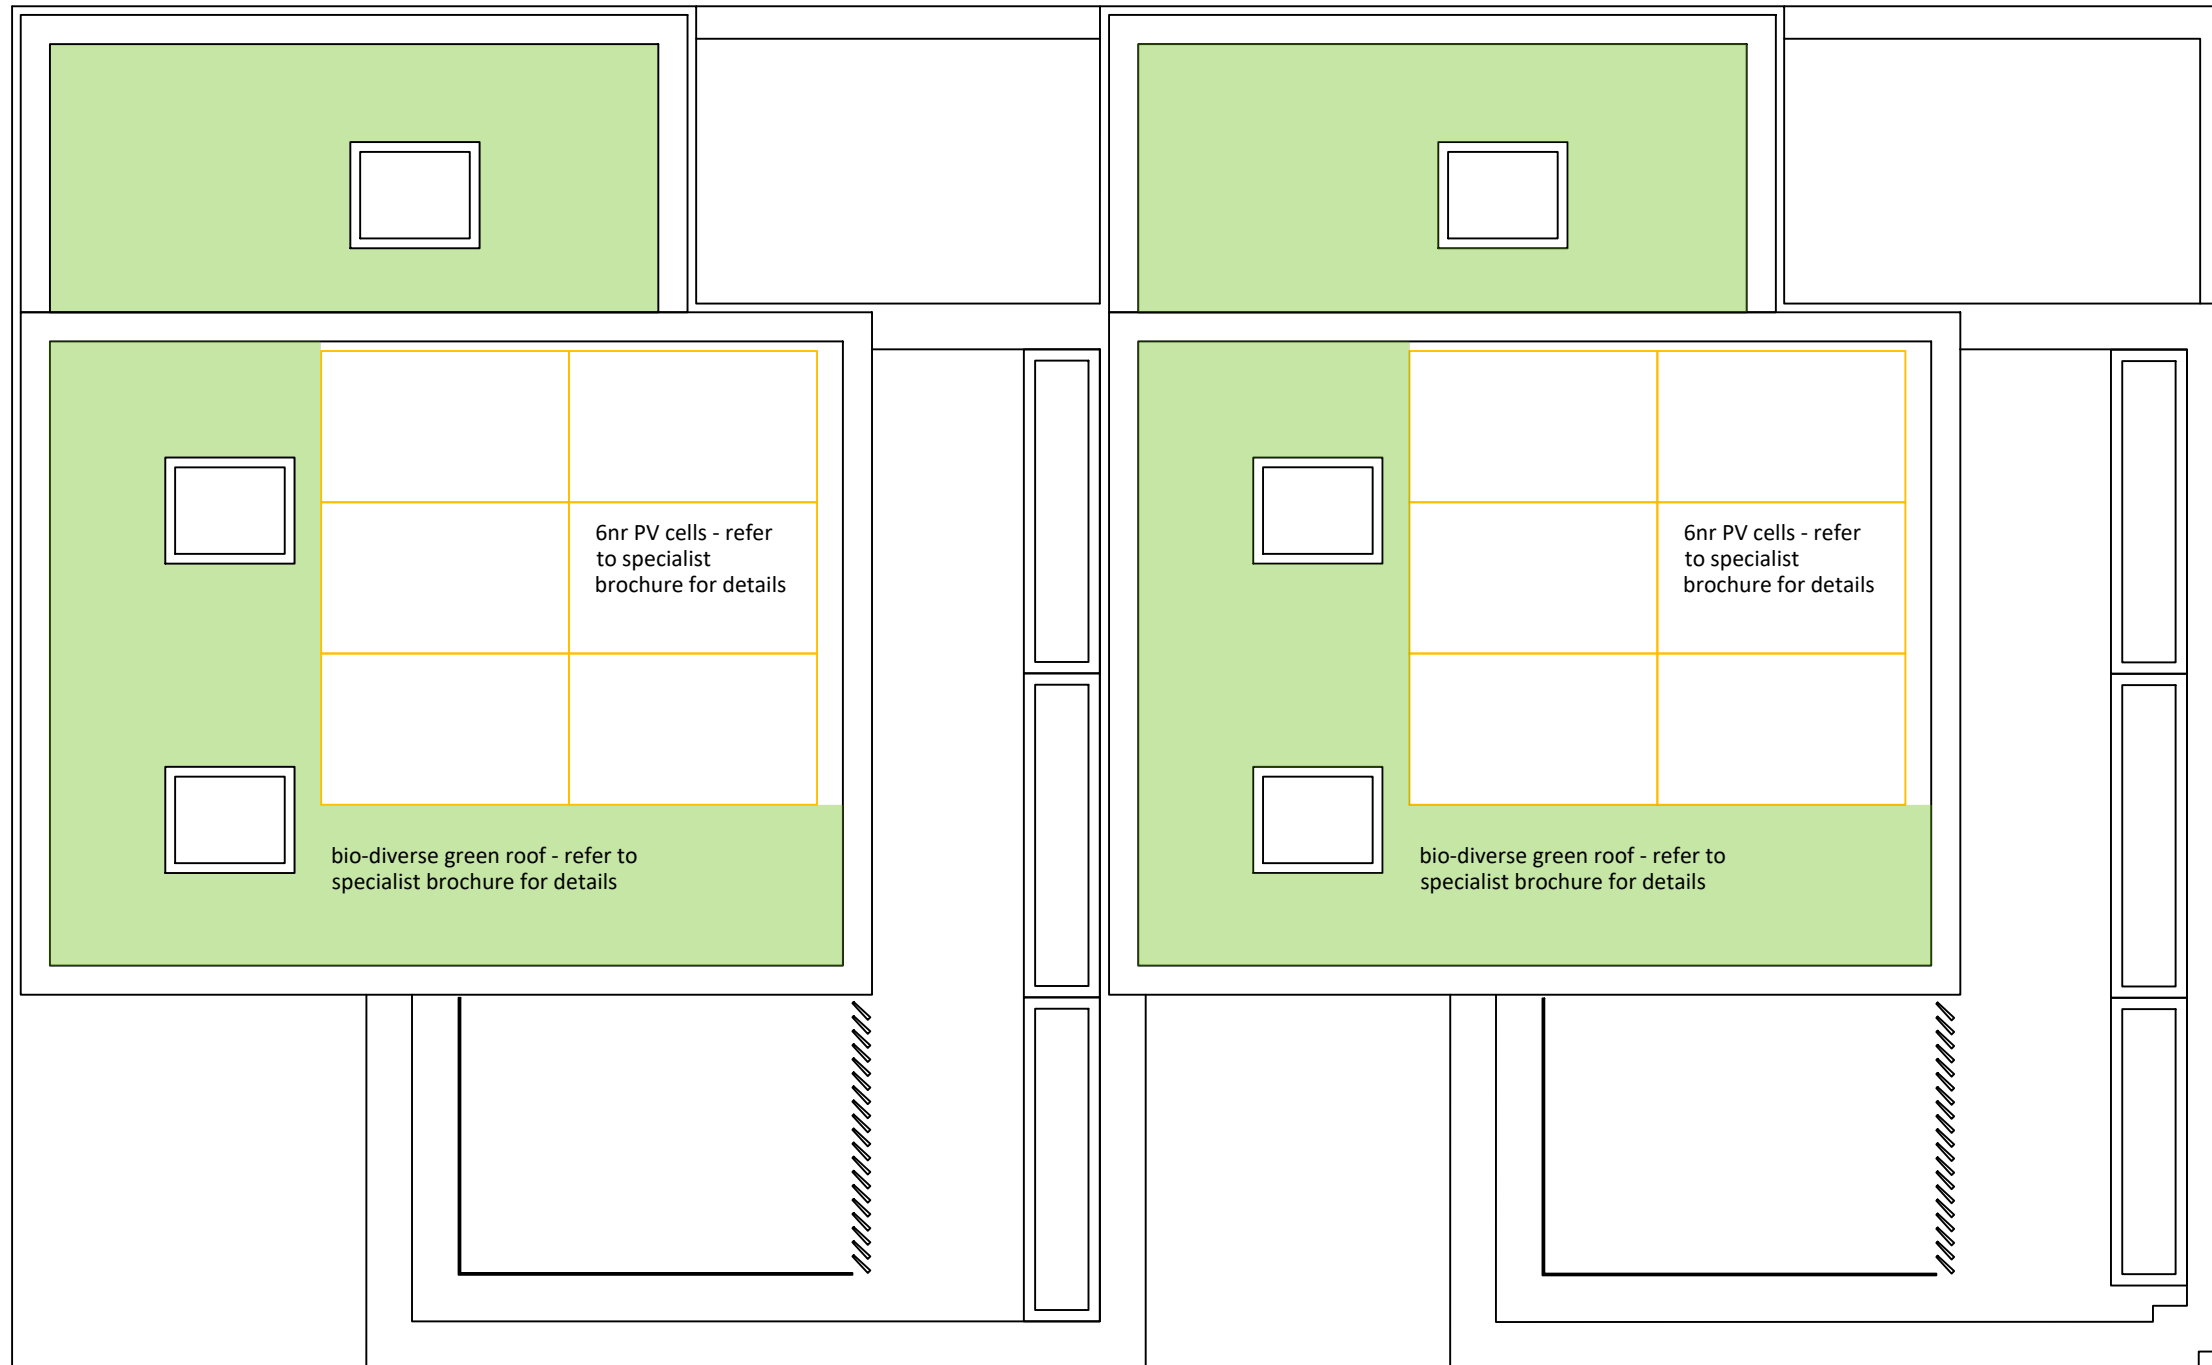 6nr PV cells - refer
to specialist
brochure for details
bio-diverse green roof - refer to
specialist brochure for details
6nr PV cells - refer
to specialist
brochure for details
bio-diverse green roof - refer to
specialist brochure for details